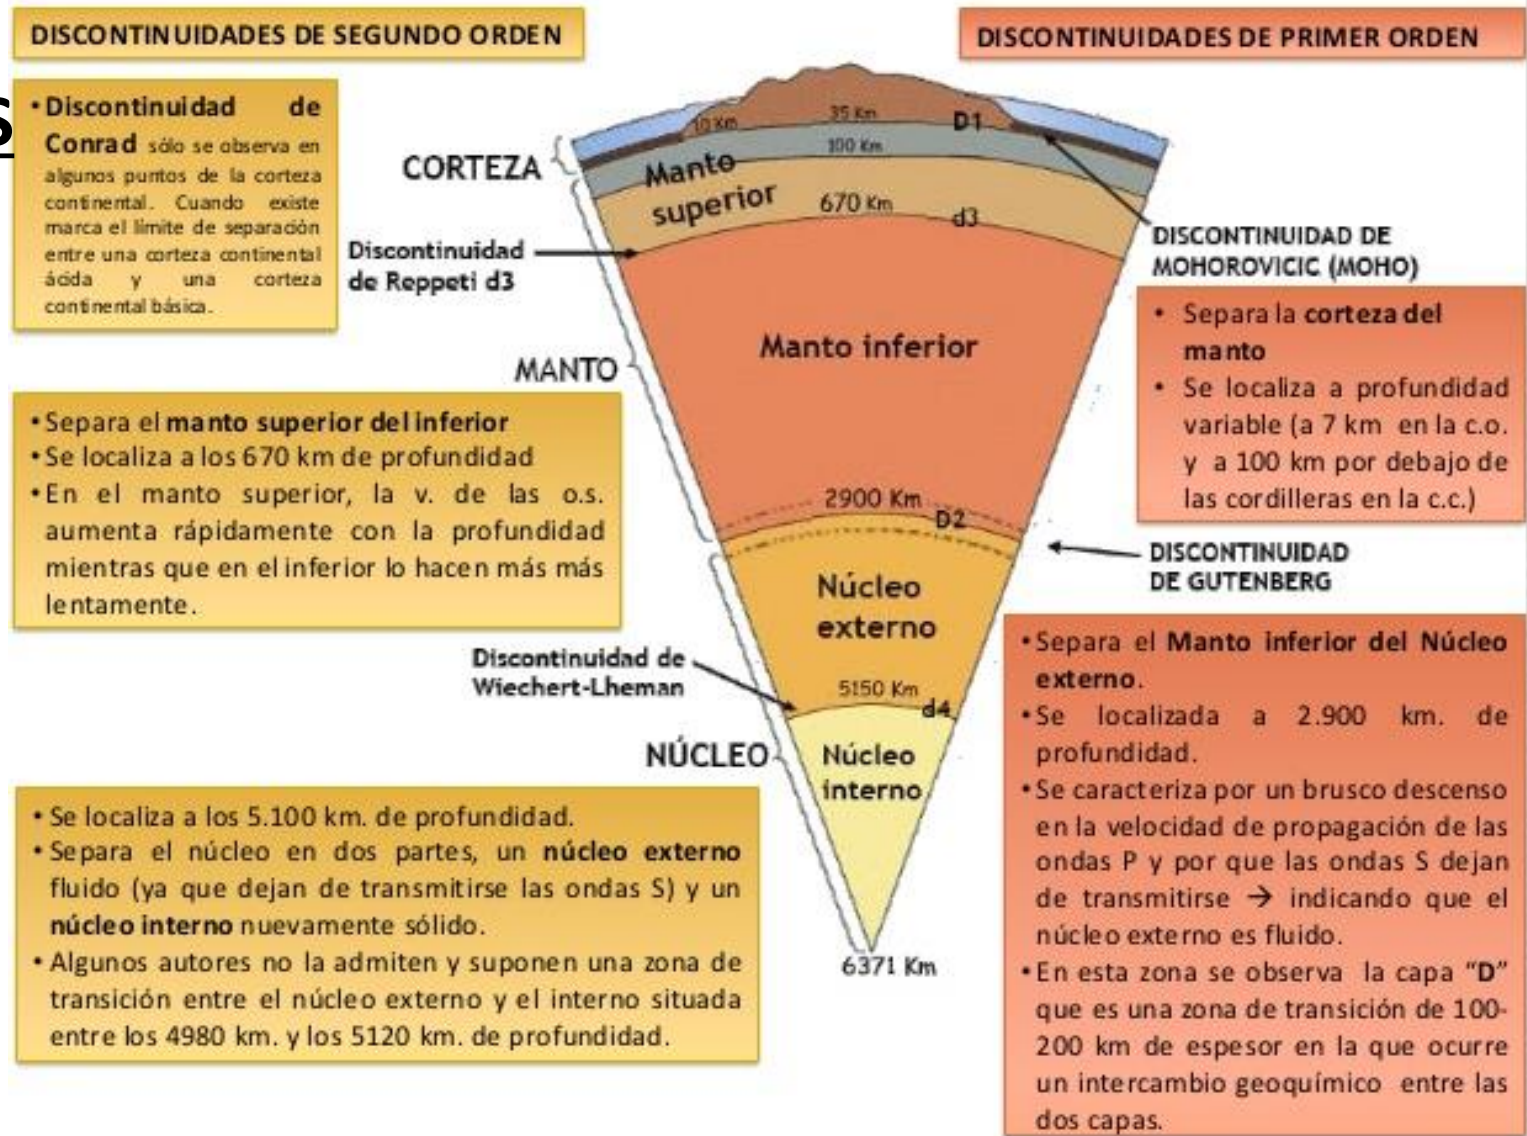 DISCONTINUIDADES DE SEGUNDO ORDEN
DISCONTINUIDADES DE PRIMER ORDEN
S
• Discontinuidad de
Conrad sólo se observa en
algunos puntos de la corteza
continental. Cuando existe
marca el límite de separación
entre una corteza continental
ácida y una corteza
continental básica.
CORTEZA
10 Km
35 Km
D1
100 Km
Manto
superior
670 Km
d3
Discontinuidad
de Reppeti d3
DISCONTINUIDAD DE
MOHOROVICIC (MOHO)
• Separa la corteza del
manto
• Se localiza a profundidad
variable (a 7 km en la c.o.
y a 100 km por debajo de
las cordilleras en la c.c.)
Manto inferior
MANTO
• Separa el manto superior del inferior
• Se localiza a los 670 km de profundidad
• En el manto superior, la v. de las o.s.
aumenta rápidamente con la profundidad
mientras que en el inferior lo hacen más más
lentamente.
2900 Km
D2
DISCONTINUIDAD
DE GUTENBERG
Núcleo
externo
• Separa el Manto inferior del Núcleo
externo.
• Se localizada a 2.900 km. de
profundidad.
• Se caracteriza por un brusco descenso
en la velocidad de propagación de las
ondas P y por que las ondas S dejan
de transmitirse → indicando que el
núcleo externo es fluido.
• En esta zona se observa la capa “D”
que es una zona de transición de 100-
200 km de espesor en la que ocurre
un intercambio geoquímico entre las
dos capas.
Discontinuidad de
Wiechert-Lheman
5150 Km
d4
NÚCLEO
Núcleo
interno
• Se localiza a los 5.100 km. de profundidad.
• Separa el núcleo en dos partes, un núcleo externo
fluido (ya que dejan de transmitirse las ondas S) y un
núcleo interno nuevamente sólido.
• Algunos autores no la admiten y suponen una zona de
transición entre el núcleo externo y el interno situada
entre los 4980 km. y los 5120 km. de profundidad.
6371 Km